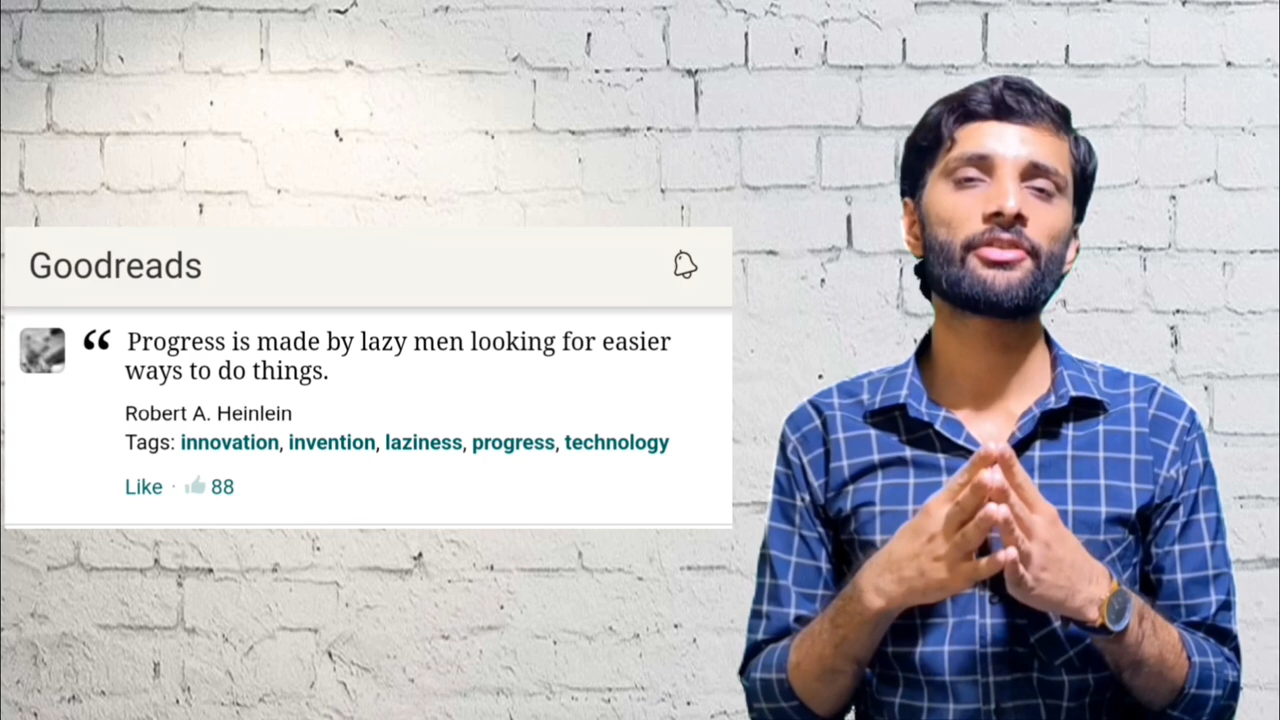 Goodreads
“ Progress is made by lazy men looking for easier
ways to do things.
Robert A. Heinlein
Tags: innovation, invention, laziness, progress, technology
Like · 88